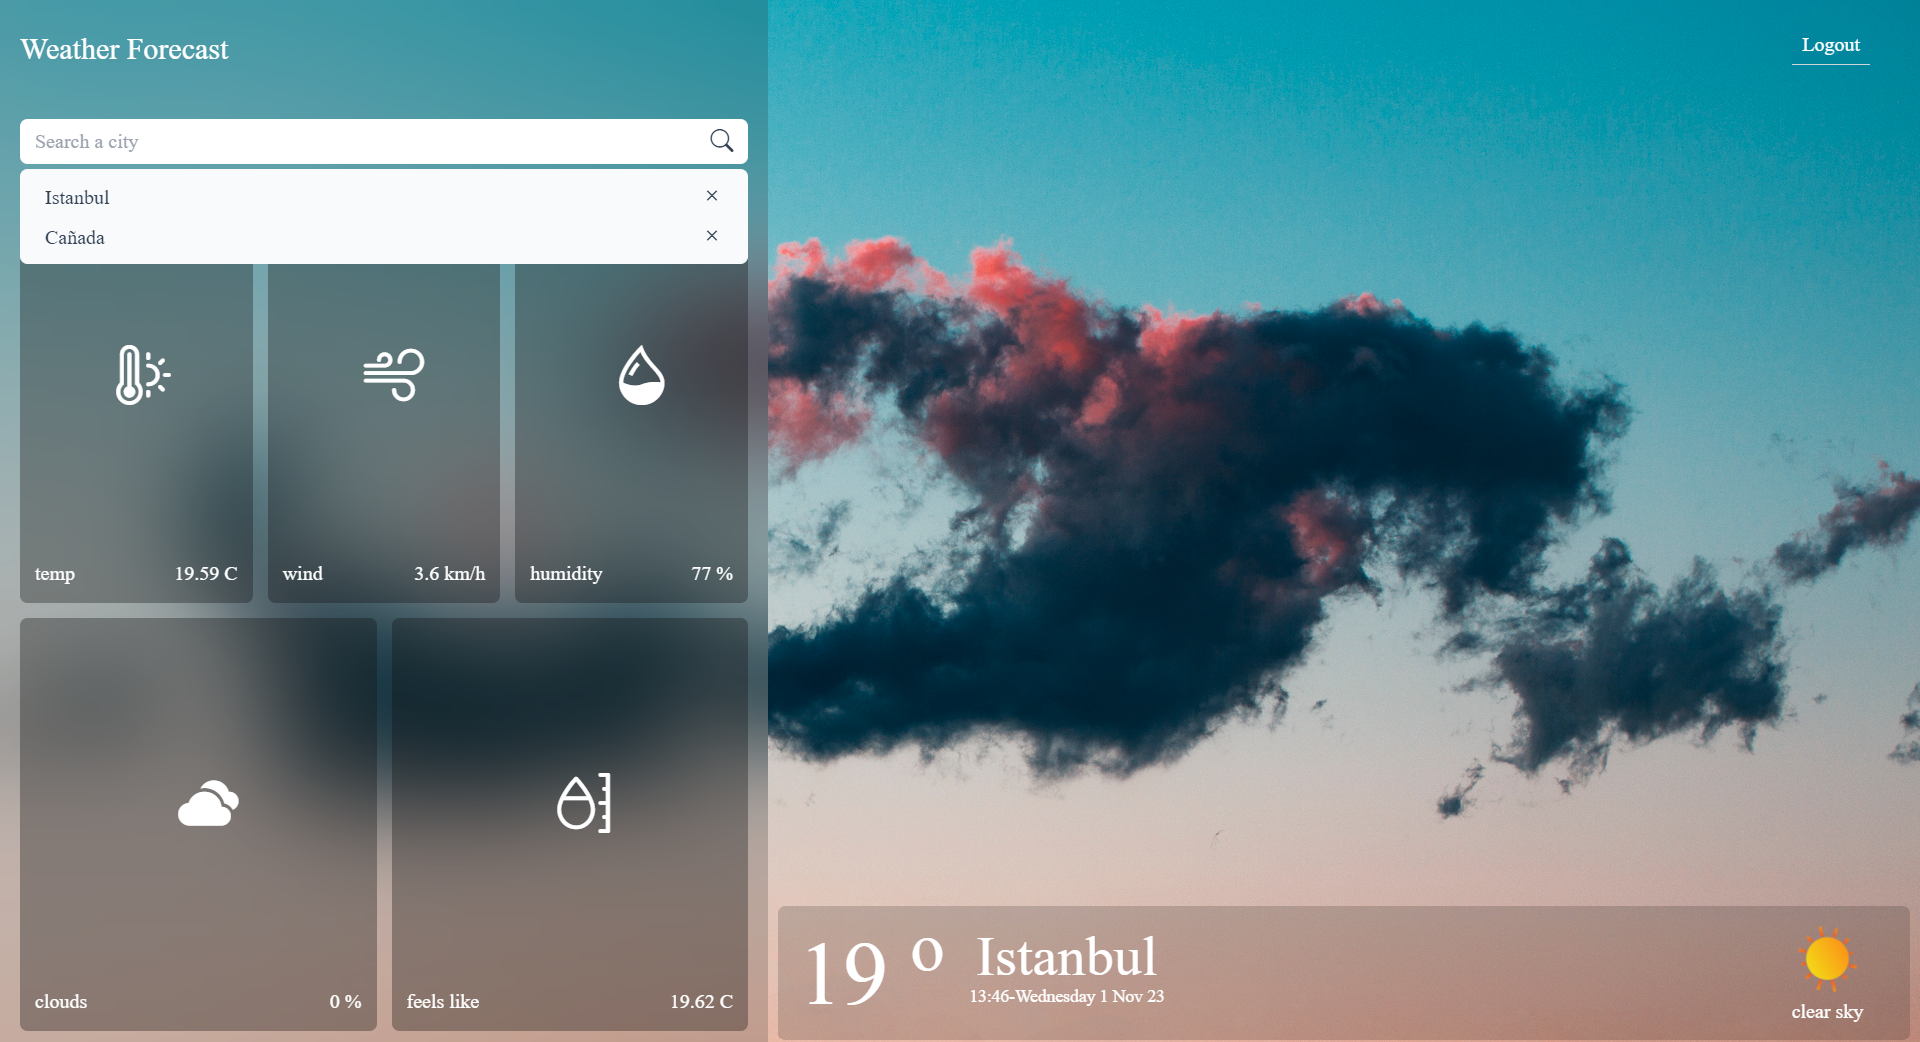 Weather Forecast
Logout
Search a city
Istanbul
Cañada
temp 19.59 C
wind 3.6 km/h
humidity 77 %
clouds 0 %
feels like 19.62 C
19 º
Istanbul
13:46-Wednesday 1 Nov 23
clear sky